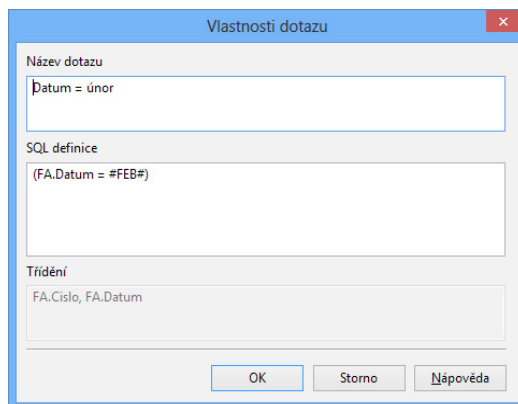 Vlastnosti dotazu
Název dotazu
Datum = únor
SQL definice
(FA.Datum = #FEB#)
Třídění
FA.Cislo, FA.Datum
OK Storno Nápověda